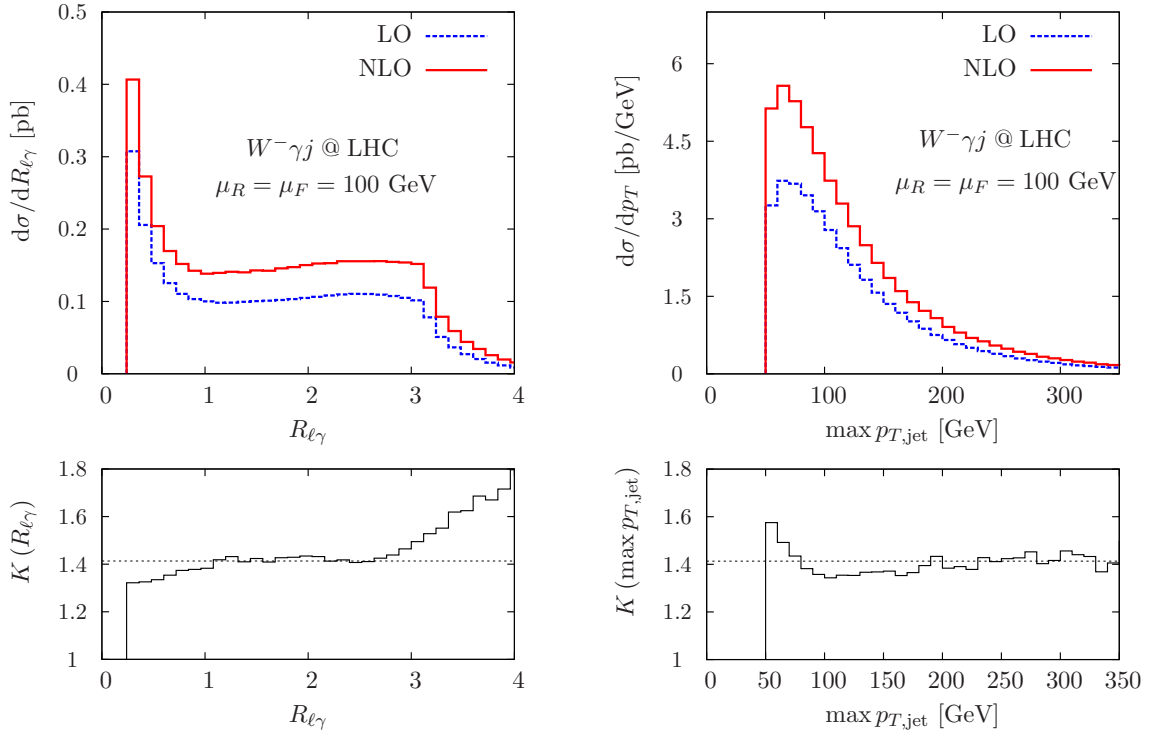 0.5
0.4
0.3
0.2
0.1
0
dσ/dR_{ℓγ} [pb]
LO
NLO
W⁻γj @ LHC
μ_R = μ_F = 100 GeV
0 1 2 3 4
R_{ℓγ}
6
4.5
3
1.5
0
dσ/dp_T [pb/GeV]
LO
NLO
W⁻γj @ LHC
μ_R = μ_F = 100 GeV
0 100 200 300
max p_{T,jet} [GeV]
1.8
1.6
1.4
1.2
1
K (R_{ℓγ})
0 1 2 3 4
R_{ℓγ}
1.8
1.6
1.4
1.2
1
K (max p_{T,jet})
0 50 100 150 200 250 300 350
max p_{T,jet} [GeV]